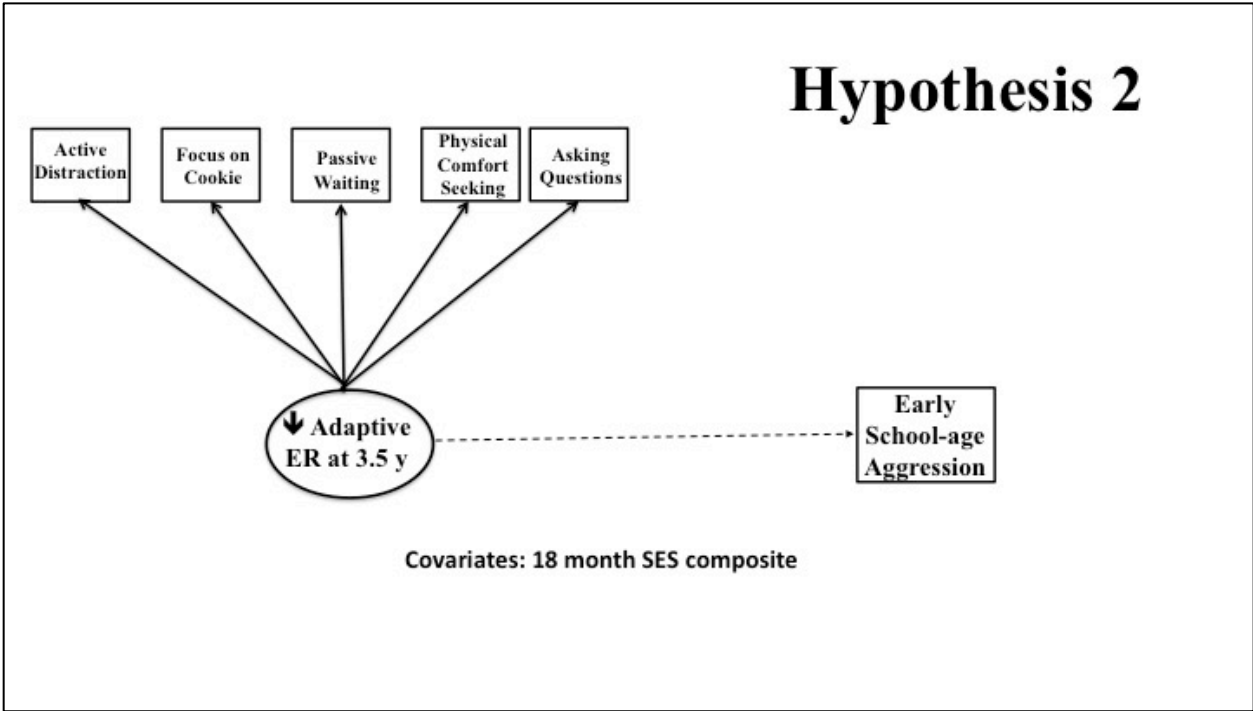 Hypothesis 2
Active
Distraction
Focus on
Cookie
Passive
Waiting
Physical
Comfort
Seeking
Asking
Questions
Adaptive
ER at 3.5 y
Early
School-age
Aggression
Covariates: 18 month SES composite